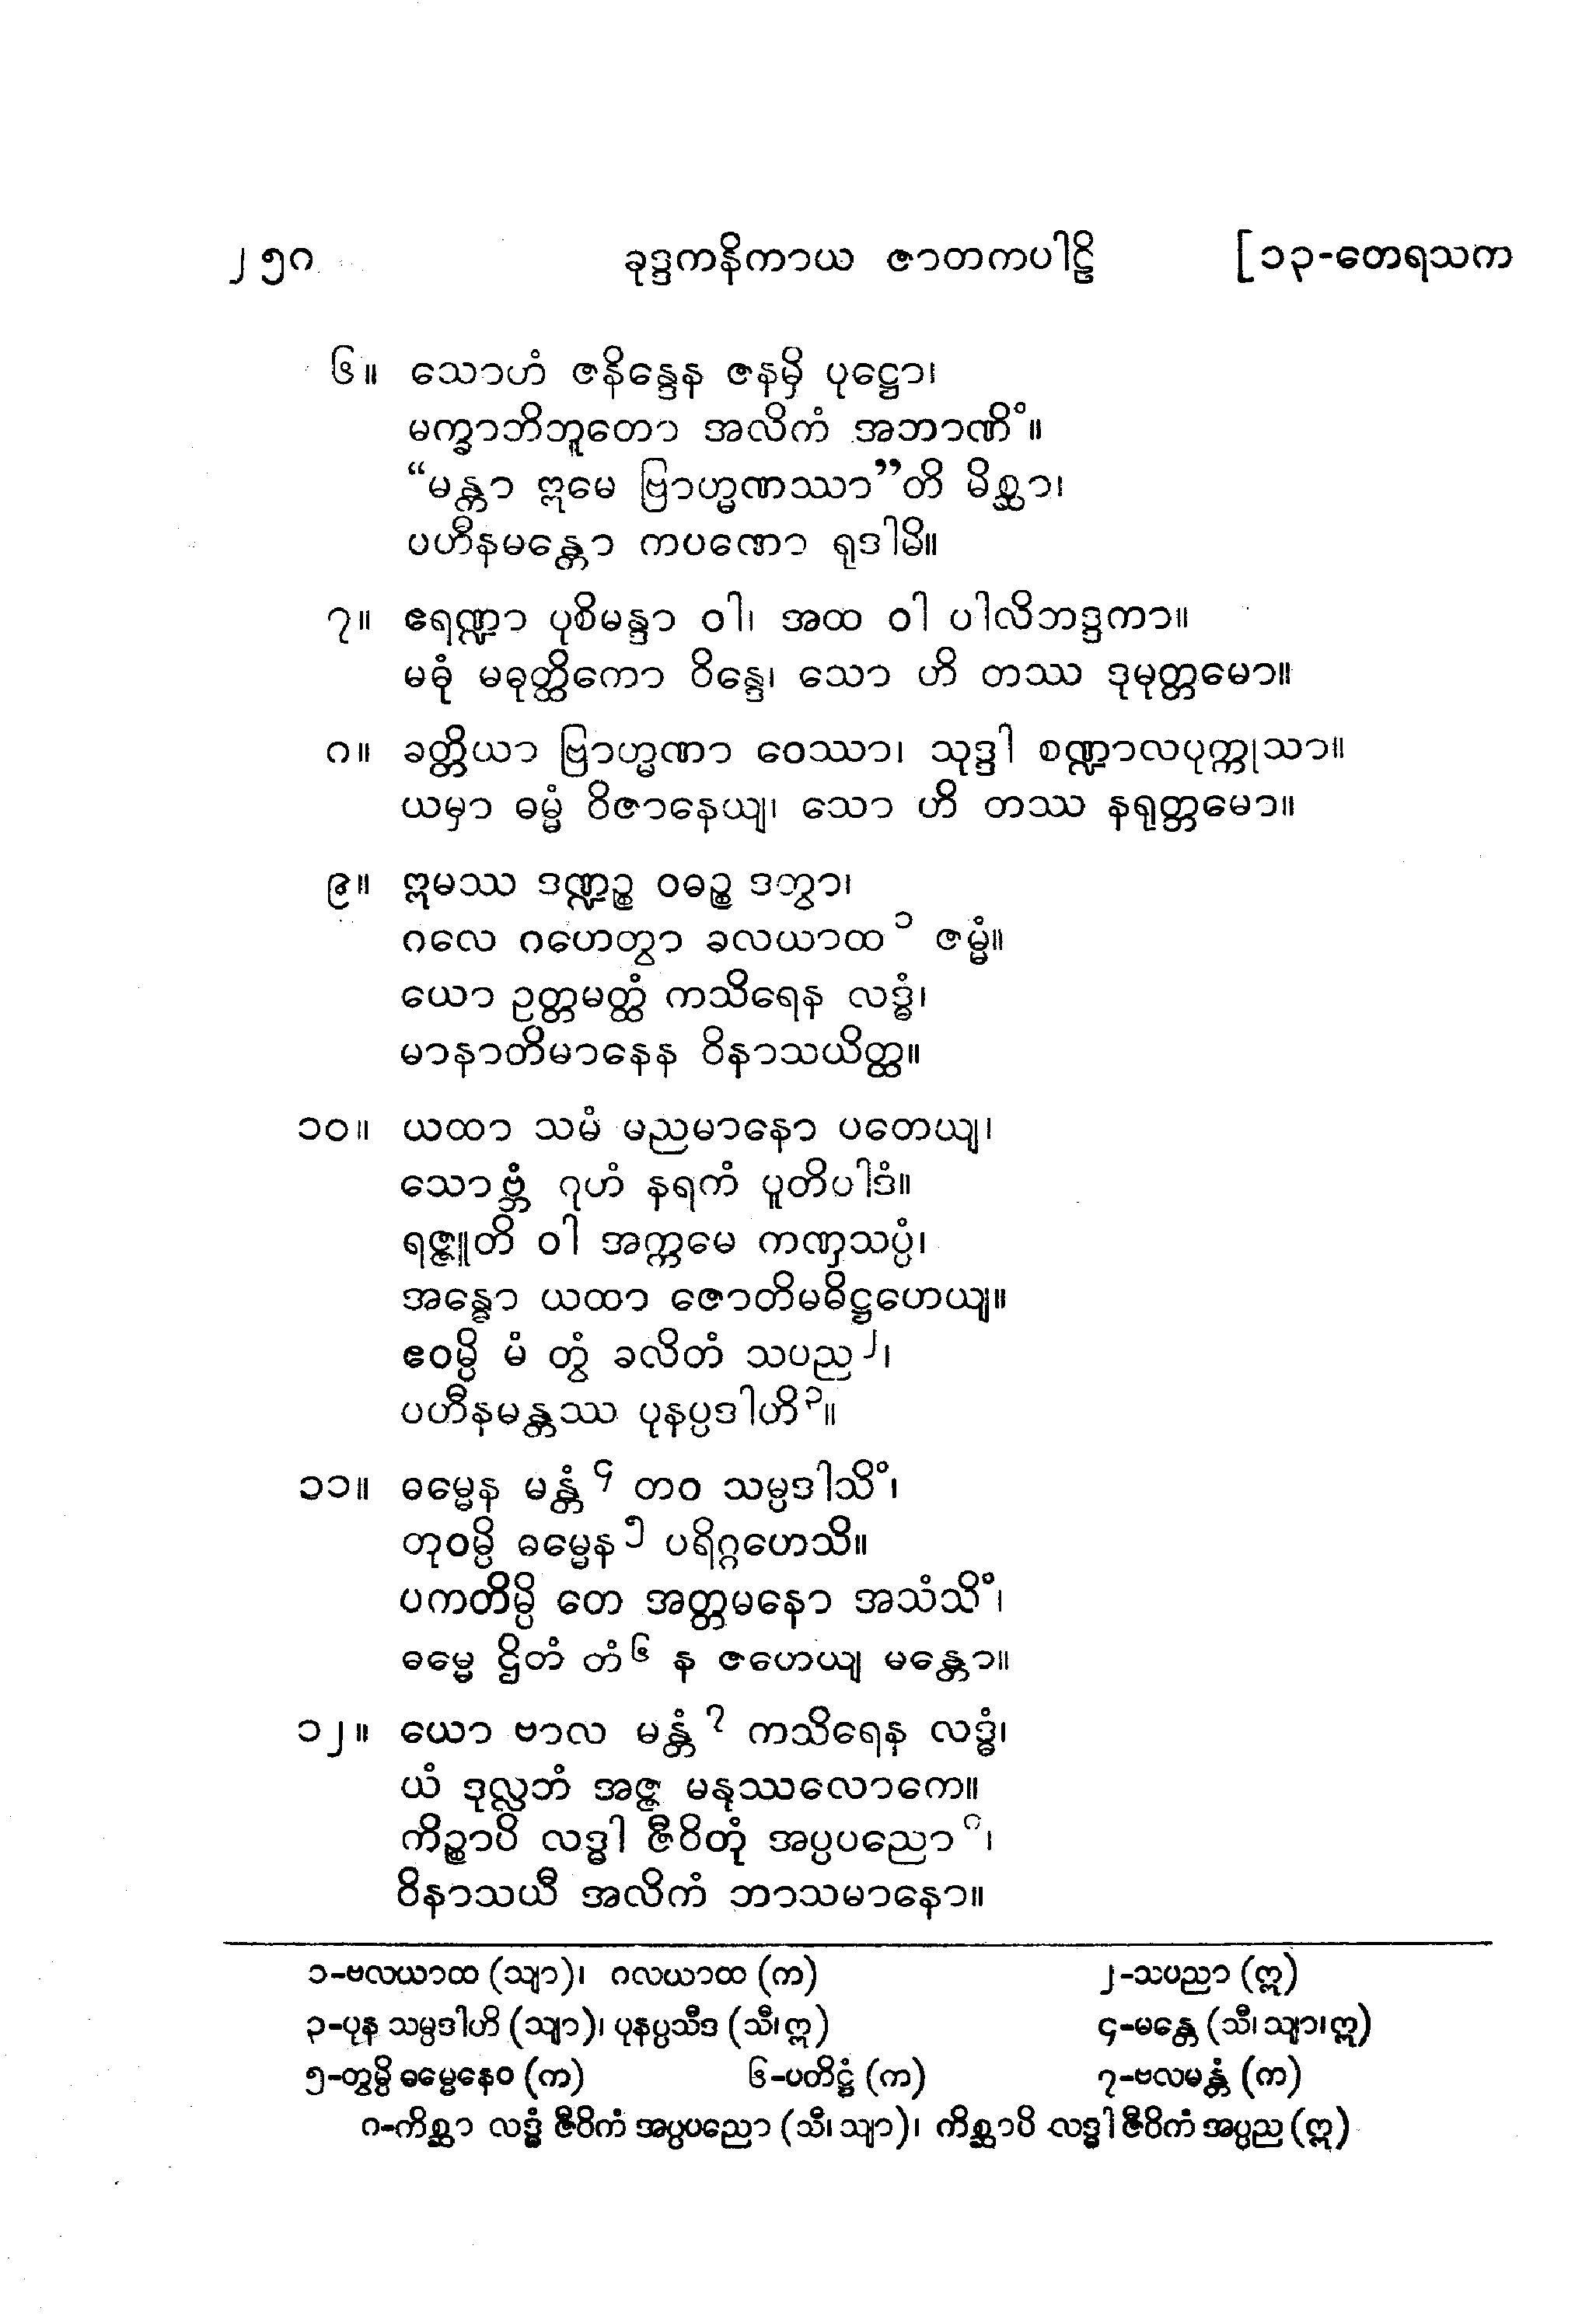 ၂၅၈ ခုဒ္ဒကနိကာယ ဇာတကပါဠိ [၁၃-တေရသက
၆။ သောဟံ ဇနိန္ဒေန ဇနမှိ ပုဋ္ဌော၊
မက္ခာဘိဘူတော အလိကံ အဘာဏိံ။
“မန္တာ ဣမေ ဗြာဟ္မဏဿာ”တိ မိစ္ဆာ၊
ပဟီနမန္တော ကပဏော ရုဒါမိ။
၇။ ဧရဏ္ဍာ ပုစိမန္ဒာ ဝါ၊ အထ ဝါ ပါလိဘဒ္ဒကာ။
မဓုံ မဓုတ္ထိကော ဝိန္ဒေ၊ သော ဟိ တဿ ဒုမုတ္တမော။
၈။ ခတ္တိယာ ဗြာဟ္မဏာ ဝေဿာ၊ သုဒ္ဒါ စဏ္ဍာလပုက္ကုသာ။
ယမှာ ဓမ္မံ ဝိဇာနေယျ၊ သော ဟိ တဿ နရုတ္တမော။
၉။ ဣမဿ ဒဏ္ဍဉ္စ ဝဓဉ္စ ဒတွာ၊
ဂလေ ဂဟေတွာ ခလယာထ ၁ ဇမ္မံ။
ယော ဥတ္တမတ္ထံ ကသိရေန လဒ္ဓံ၊
မာနာတိမာနေန ဝိနာသယိတ္ထ။
၁၀။ ယထာ သမံ မညမာနော ပတေယျ၊
သောဗ္ဘံ ဂုဟံ နရကံ ပူတိပါဒံ။
ရဇ္ဇူတိ ဝါ အက္ကမေ ကဏှသပ္ပံ၊
အန္ဓော ယထာ ဇောတိမဓိဋ္ဌဟေယျ။
ဧဝမ္ပိ မံ တွံ ခလိတံ သပည ၂၊
ပဟီနမန္တဿ ပုနပ္ပဒါဟိ ၃။
၁၁။ ဓမ္မေန မန္တံ ၄ တဝ သမ္ပဒါသိံ၊
တုဝမ္ပိ ဓမ္မေန ၅ ပရိဂ္ဂဟေသိ။
ပကတိမ္ပိ တေ အတ္တမနော အသံသိံ၊
ဓမ္မေ ဌိတံ တံ ၆ န ဇဟေယျ မန္တော။
၁၂။ ယော ဗာလ မန္တံ ၇ ကသိရေန လဒ္ဓံ၊
ယံ ဒုလ္လဘံ အဇ္ဇ မနုဿလောကေ။
ကိဉ္စာပိ လဒ္ဓါ ဇီဝိတုံ အပ္ပပညော ၈၊
ဝိနာသယီ အလိကံ ဘာသမာနော။
၁-ဗလယာထ (သျာ)၊ ဂလယာထ (က) ၂-သပညာ (ဣ)
၃-ပုန သမ္ပဒါဟိ (သျာ)၊ ပုနပ္ပသီဒ (သီ၊ဣ) ၄-မန္တေ (သီ၊ သျာ၊ဣ)
၅-တွမ္ပိ ဓမ္မေနေဝ (က) ၆-ပတိဋ္ဌံ (က) ၇-ဗလမန္တံ (က)
၈-ကိစ္ဆာ လဒ္ဓံ ဇီဝိကံ အပ္ပပညော (သီ၊ သျာ)၊ ကိစ္ဆာပိ လဒ္ဓါ ဇီဝိကံ အပ္ပည (ဣ)